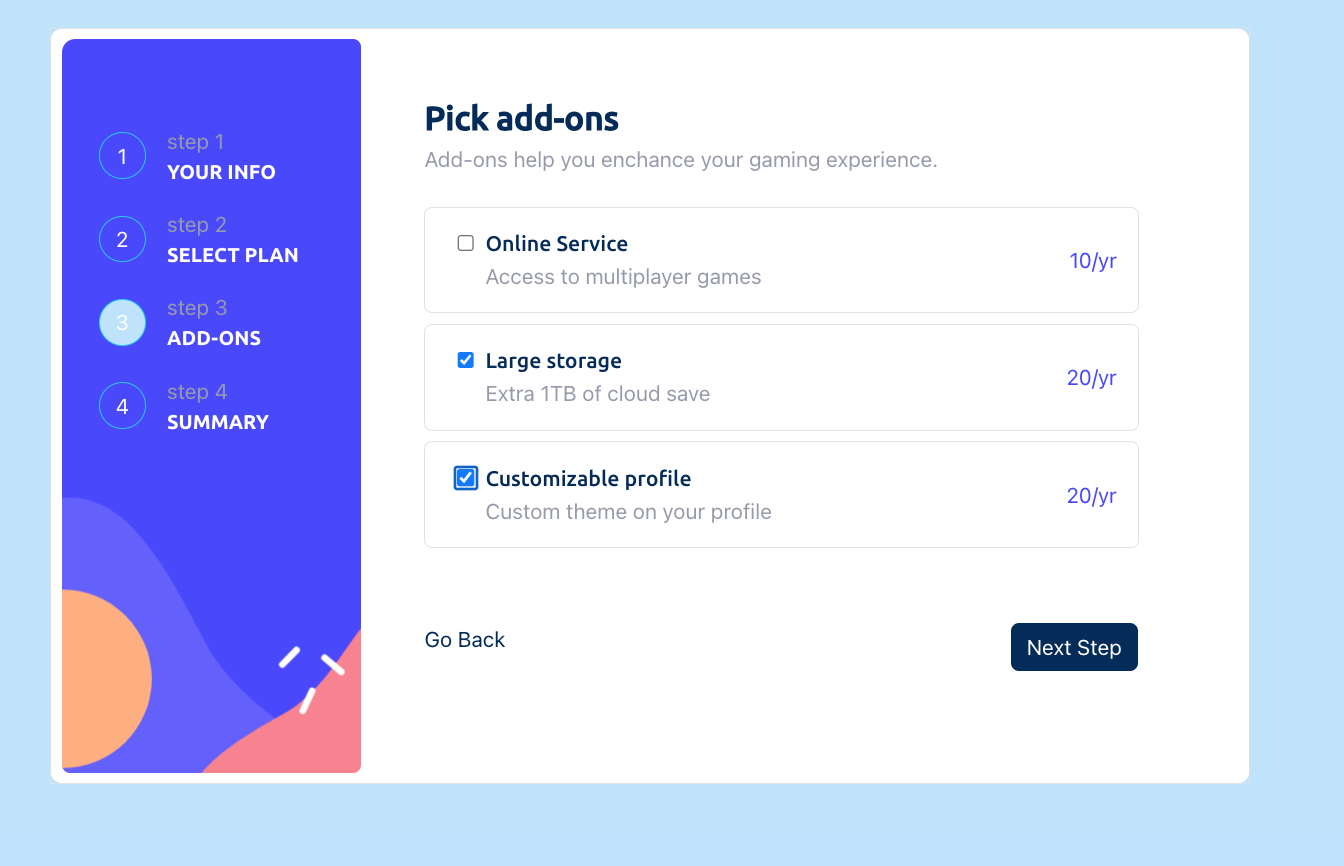 1
step 1
YOUR INFO
2
step 2
SELECT PLAN
3
step 3
ADD-ONS
4
step 4
SUMMARY
Pick add-ons
Add-ons help you enchance your gaming experience.
Online Service
Access to multiplayer games
10/yr
Large storage
Extra 1TB of cloud save
20/yr
Customizable profile
Custom theme on your profile
20/yr
Go Back
Next Step